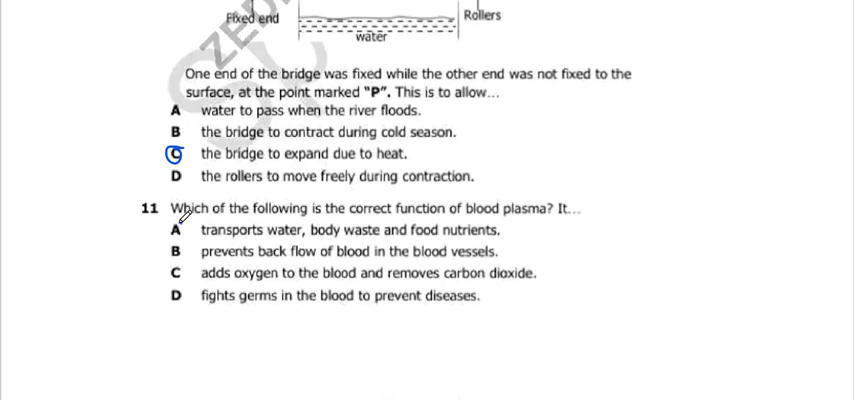 Fixed end
Rollers
water
One end of the bridge was fixed while the other end was not fixed to the
surface, at the point marked "P". This is to allow...
A water to pass when the river floods.
B the bridge to contract during cold season.
C the bridge to expand due to heat.
D the rollers to move freely during contraction.
11 Which of the following is the correct function of blood plasma? It...
A transports water, body waste and food nutrients.
B prevents back flow of blood in the blood vessels.
C adds oxygen to the blood and removes carbon dioxide.
D fights germs in the blood to prevent diseases.